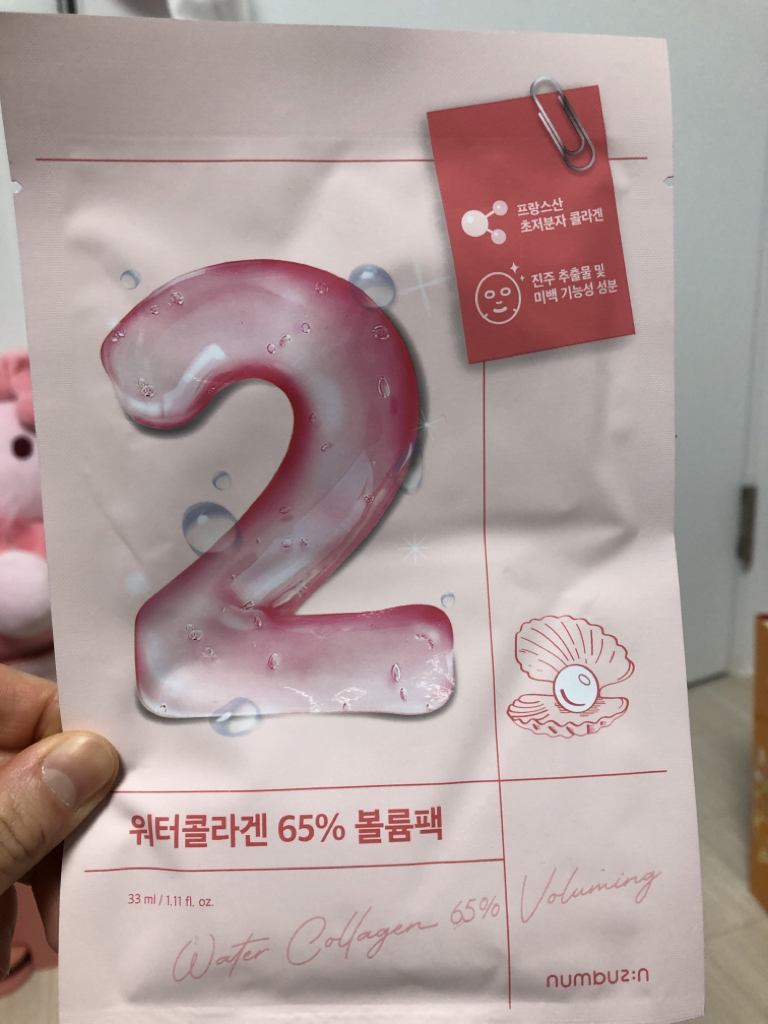 프랑스산
초저분자 콜라겐
진주 추출물 및
미백 기능성 성분
2
워터콜라겐 65% 볼륨팩
33 ml / 1.11 fl. oz.
Water Collagen 65% Voluming
numbuz:n